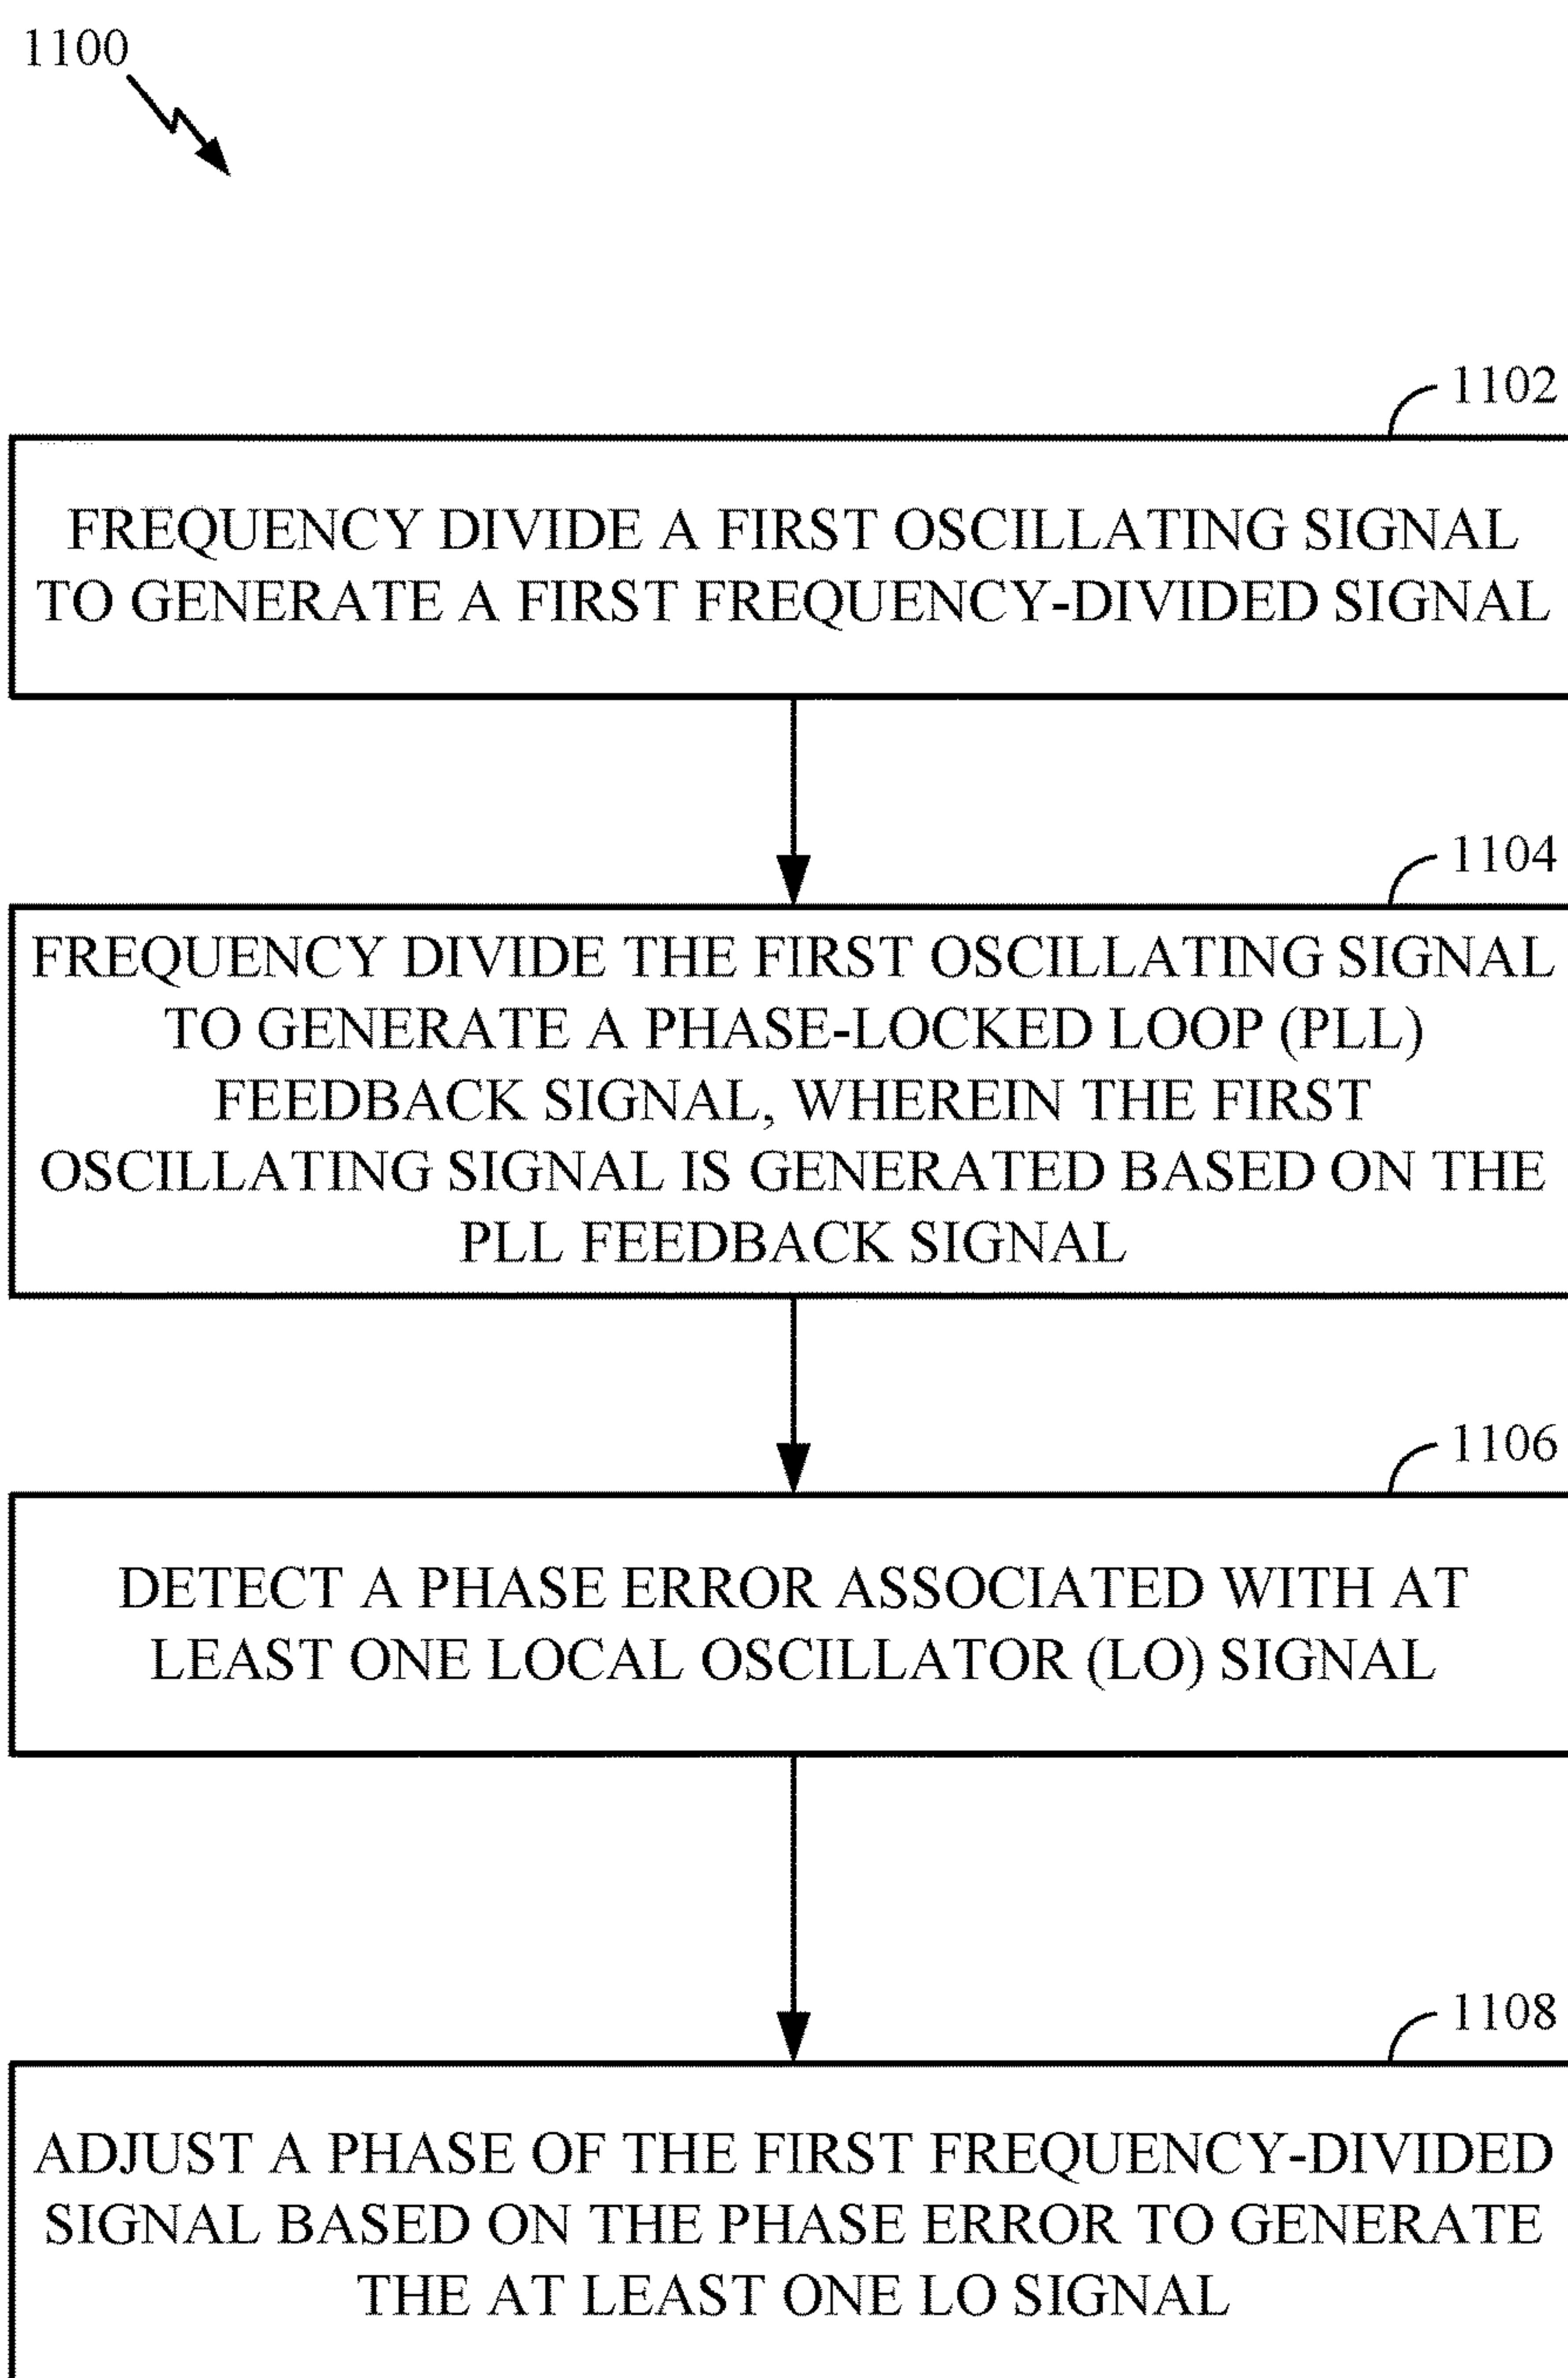 1100
1102
FREQUENCY DIVIDE A FIRST OSCILLATING SIGNAL
TO GENERATE A FIRST FREQUENCY-DIVIDED SIGNAL
1104
FREQUENCY DIVIDE THE FIRST OSCILLATING SIGNAL
TO GENERATE A PHASE-LOCKED LOOP (PLL)
FEEDBACK SIGNAL, WHEREIN THE FIRST
OSCILLATING SIGNAL IS GENERATED BASED ON THE
PLL FEEDBACK SIGNAL
1106
DETECT A PHASE ERROR ASSOCIATED WITH AT
LEAST ONE LOCAL OSCILLATOR (LO) SIGNAL
1108
ADJUST A PHASE OF THE FIRST FREQUENCY-DIVIDED
SIGNAL BASED ON THE PHASE ERROR TO GENERATE
THE AT LEAST ONE LO SIGNAL